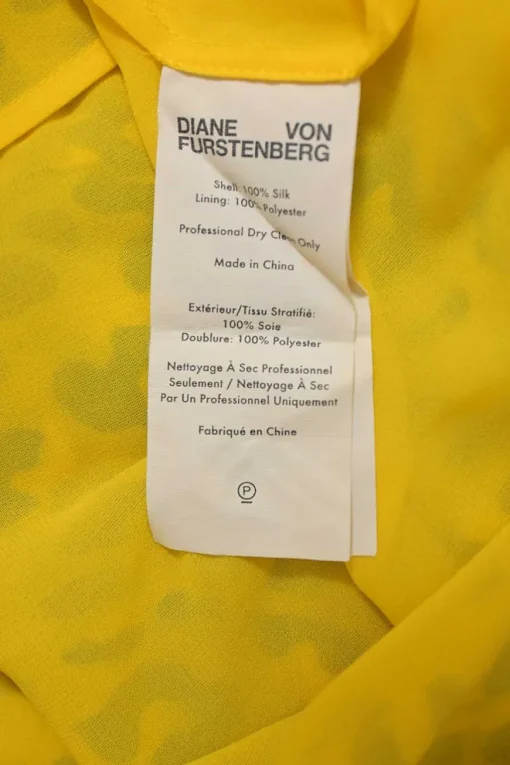 DIANE VON
FURSTENBERG
Shell: 100% Silk
Lining: 100% Polyester
Professional Dry Clean Only
Made in China
Extérieur/Tissu Stratifié:
100% Soie
Doublure: 100% Polyester
Nettoyage À Sec Professionnel
Seulement / Nettoyage À Sec
Par Un Professionnel Uniquement
Fabriqué en Chine
P